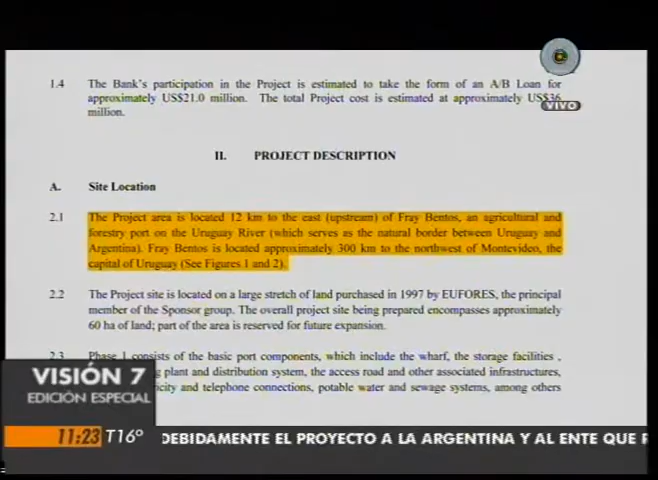 1.4 The Bank's participation in the Project is estimated to take the form of an A/B Loan for
approximately US$21.0 million. The total Project cost is estimated at approximately US$36
million.
VIVO
II. PROJECT DESCRIPTION
A. Site Location
2.1 The Project area is located 12 km to the east (upstream) of Fray Bentos, an agricultural and
forestry port on the Uruguay River (which serves as the natural border between Uruguay and
Argentina). Fray Bentos is located approximately 300 km to the northwest of Montevideo, the
capital of Uruguay (See Figures 1 and 2).
2.2 The Project site is located on a large stretch of land purchased in 1997 by EUFORES, the principal
member of the Sponsor group. The overall project site being prepared encompasses approximately
60 ha of land; part of the area is reserved for future expansion.
2.3 Phase 1 consists of the basic port components, which include the wharf, the storage facilities ,
plant and distribution system, the access road and other associated infrastructures,
and telephone connections, potable water and sewage systems, among others
VISIÓN 7
EDICIÓN ESPECIAL
11:23 T16º DEBIDAMENTE EL PROYECTO A LA ARGENTINA Y AL ENTE QUE